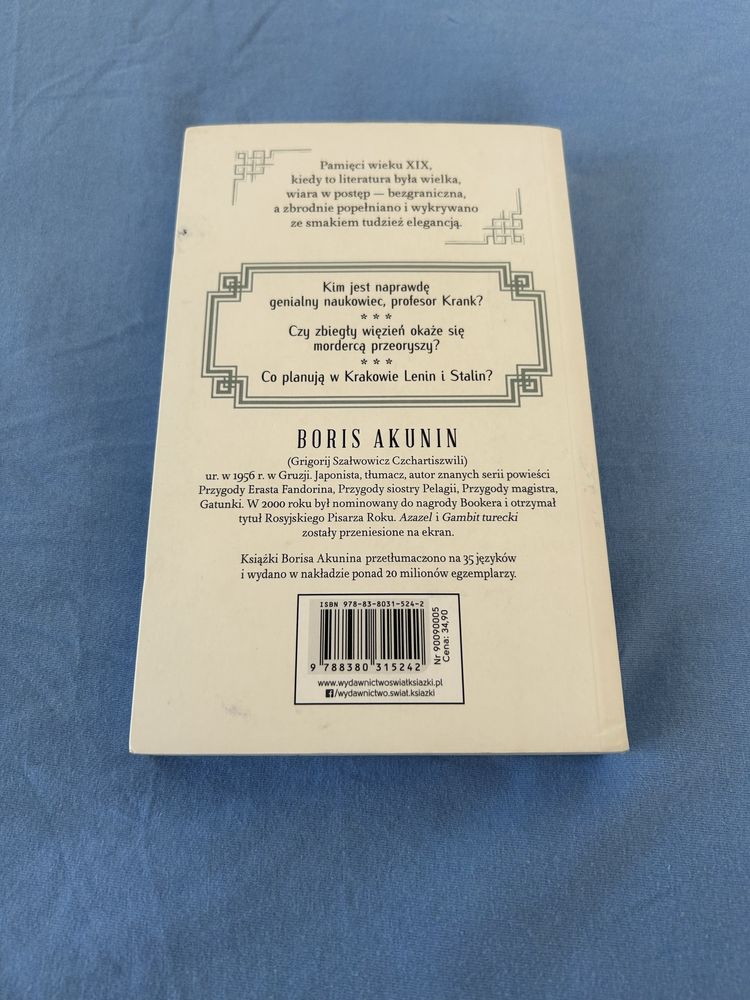 Pamięci wieku XIX,
kiedy to literatura była wielka,
wiara w postęp — bezgraniczna,
a zbrodnie popełniano i wykrywano
ze smakiem tudzież elegancją.
Kim jest naprawdę
genialny naukowiec, profesor Krank?
* * *
Czy zbiegły więzień okaże się
mordercą przeoryszy?
* * *
Co planują w Krakowie Lenin i Stalin?
BORIS AKUNIN
(Grigorij Szałwowicz Czchartiszwili)
ur. w 1956 r. w Gruzji. Japonista, tłumacz, autor znanych serii powieści
Przygody Erasta Fandorina, Przygody siostry Pelagii, Przygody magistra,
Gatunki. W 2000 roku był nominowany do nagrody Bookera i otrzymał
tytuł Rosyjskiego Pisarza Roku. Azazel i Gambit turecki
zostały przeniesione na ekran.
Książki Borisa Akunina przetłumaczono na 35 języków
i wydano w nakładzie ponad 20 milionów egzemplarzy.
ISBN 978-83-8031-524-2
9 788380 315242
Nr 90090005
Cena: 34,90
www.wydawnictwoswiatksiazki.pl
f/wydawnictwo.swiat.ksiazki